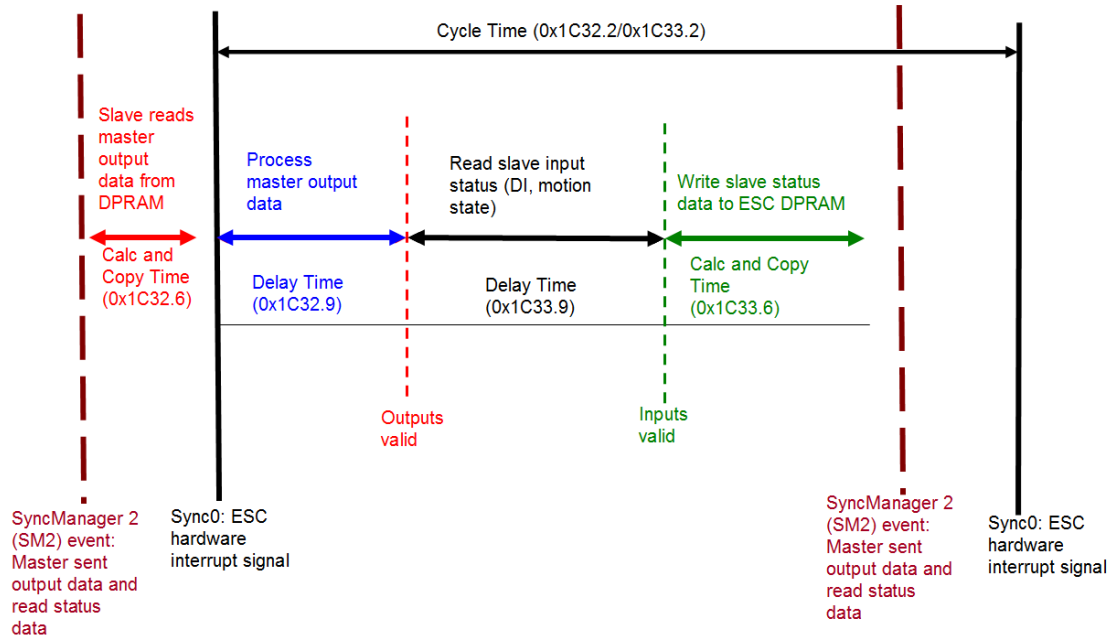 Cycle Time (0x1C32.2/0x1C33.2)
Slave reads
master
output
data from
DPRAM
Calc and
Copy Time
(0x1C32.6)
Process
master output
data
Delay Time
(0x1C32.9)
Read slave input
status (DI, motion
state)
Delay Time
(0x1C33.9)
Write slave status
data to ESC DPRAM
Calc and Copy
Time
(0x1C33.6)
Outputs
valid
Inputs
valid
SyncManager 2
(SM2) event:
Master sent
output data and
read status
data
Sync0: ESC
hardware
interrupt signal
SyncManager 2
(SM2) event:
Master sent
output data and
read status
data
Sync0: ESC
hardware
interrupt signal